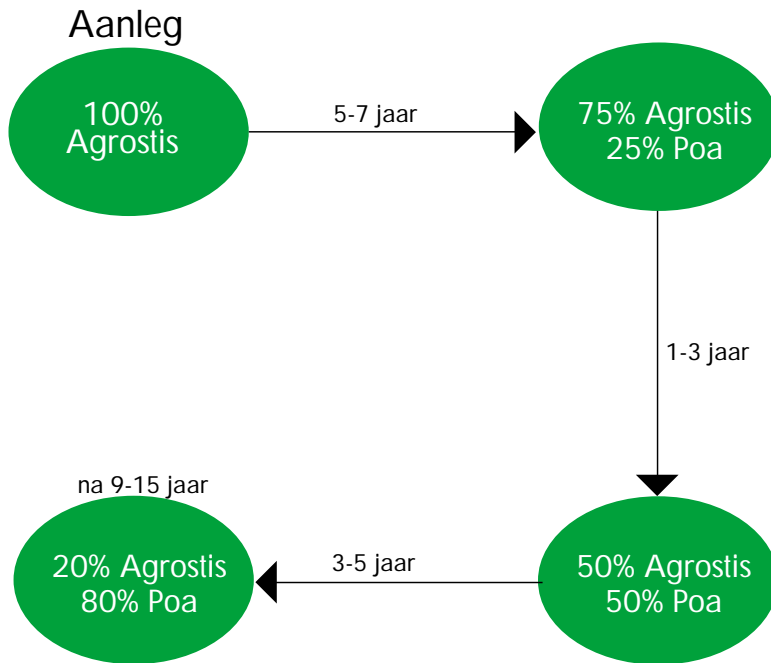 Aanleg
100%
Agrostis
5-7 jaar
75% Agrostis
25% Poa
1-3 jaar
50% Agrostis
50% Poa
3-5 jaar
na 9-15 jaar
20% Agrostis
80% Poa